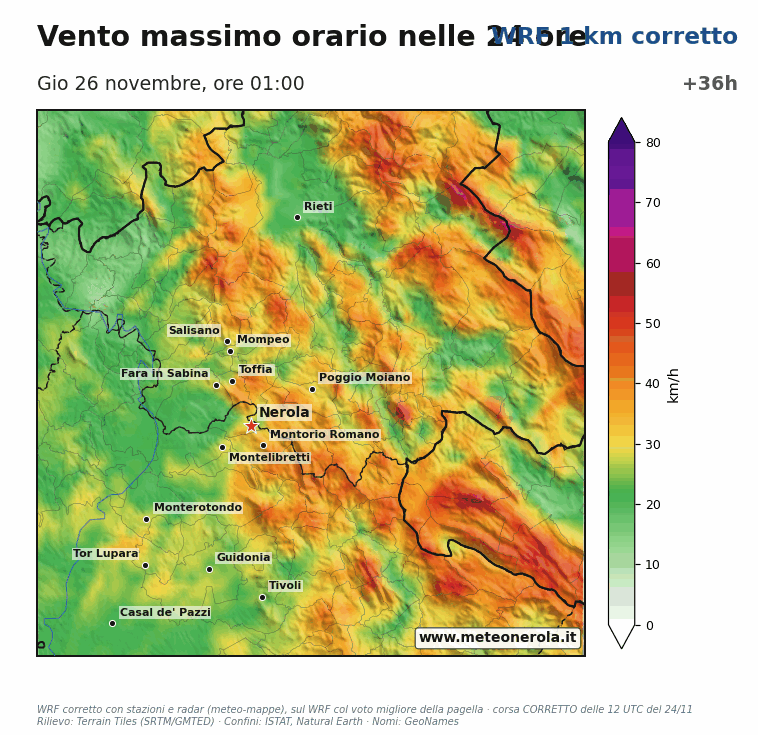 Vento massimo orario nelle 24 ore
WRF 1 km corretto
Gio 26 novembre, ore 01:00
+36h
Rieti
Salisano
Mompeo
Fara in Sabina
Toffia
Poggio Moiano
Nerola
Montorio Romano
Montelibretti
Monterotondo
Tor Lupara
Guidonia
Tivoli
Casal de' Pazzi
www.meteonerola.it
80
70
60
50
40
30
20
10
0
km/h
WRF corretto con stazioni e radar (meteo-mappe), sul WRF col voto migliore della pagella · corsa CORRETTO delle 12 UTC del 24/11
Rilievo: Terrain Tiles (SRTM/GMTED) · Confini: ISTAT, Natural Earth · Nomi: GeoNames